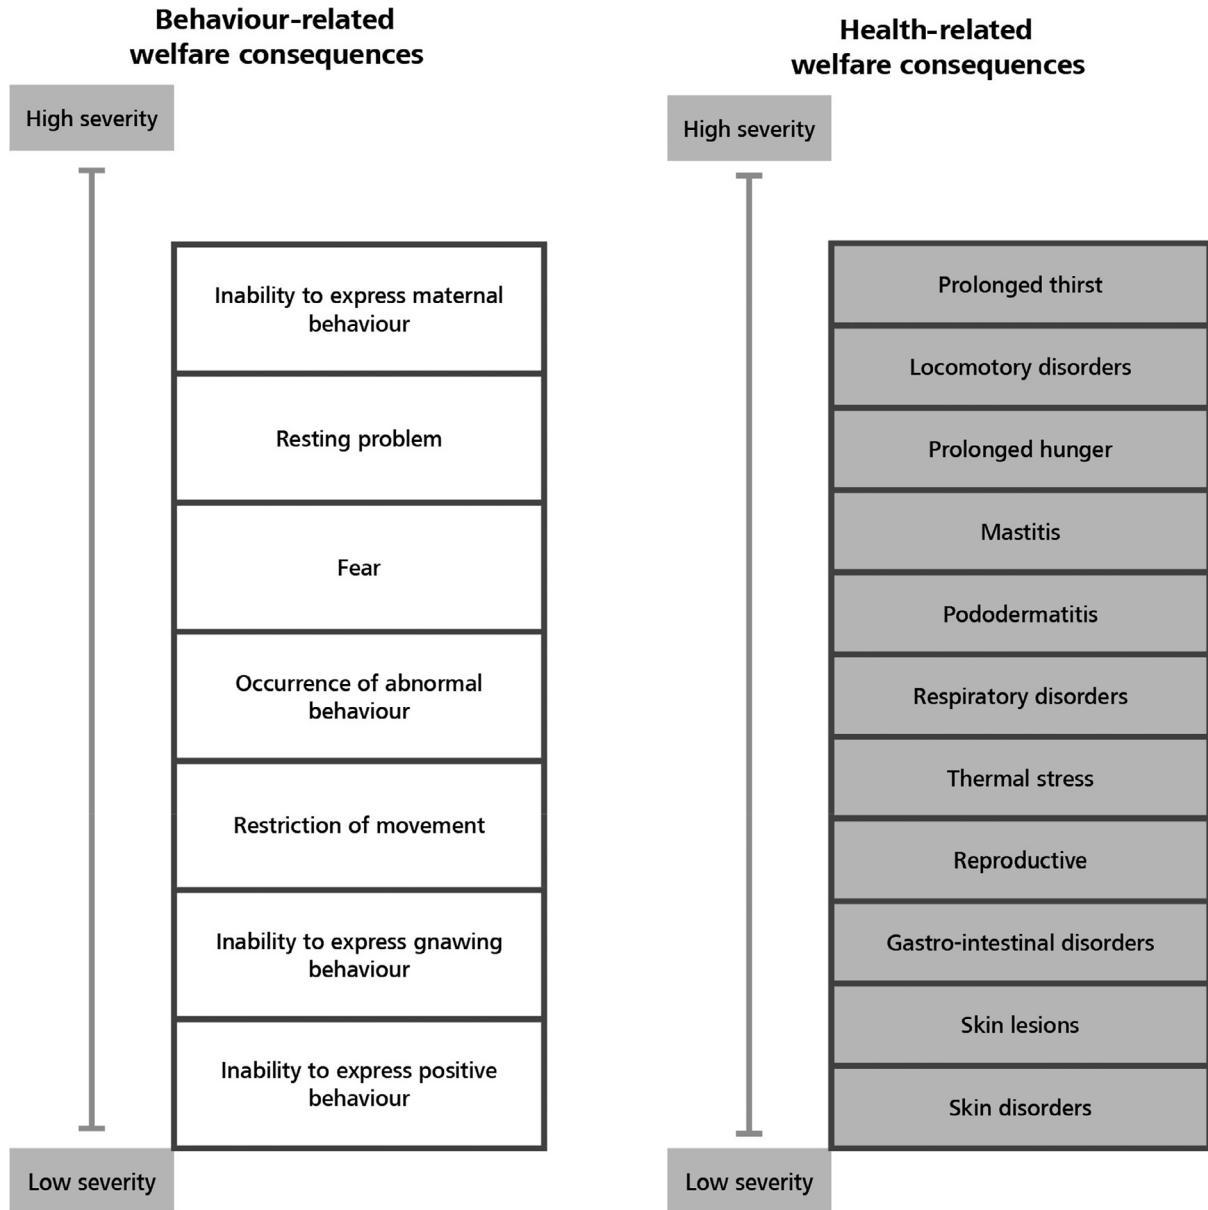 Behaviour-related
welfare consequences
High severity
Inability to express maternal
behaviour
Resting problem
Fear
Occurrence of abnormal
behaviour
Restriction of movement
Inability to express gnawing
behaviour
Inability to express positive
behaviour
Low severity
Health-related
welfare consequences
High severity
Prolonged thirst
Locomotory disorders
Prolonged hunger
Mastitis
Pododermatitis
Respiratory disorders
Thermal stress
Reproductive
Gastro-intestinal disorders
Skin lesions
Skin disorders
Low severity